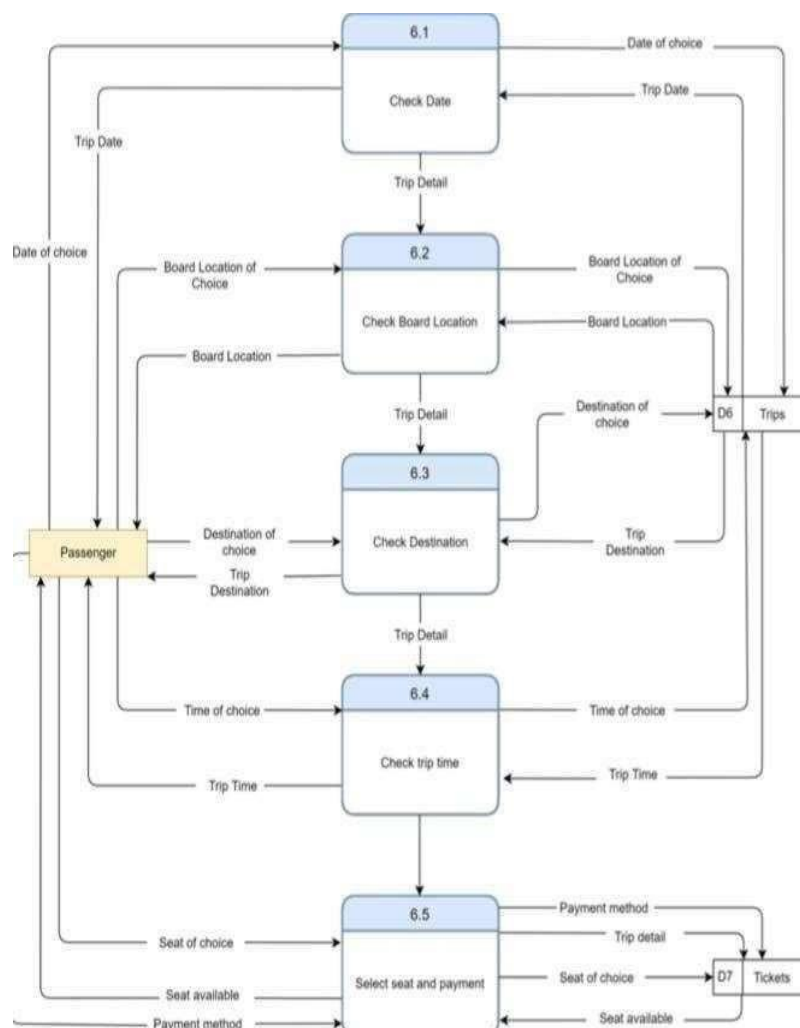 6.1
Date of choice
Trip Date
Check Date
Trip Date
Trip Detail
Date of choice
6.2
Board Location of
Choice
Board Location of
Choice
Check Board Location
Board Location
Board Location
Trip Detail
Destination of
choice
D6
Trips
6.3
Passenger
Destination of
choice
Check Destination
Trip
Destination
Trip
Destination
Trip Detail
6.4
Time of choice
Time of choice
Check trip time
Trip Time
Trip Time
6.5
Payment method
Seat of choice
Trip detail
Select seat and payment
Seat of choice
D7
Tickets
Seat available
Seat available
Payment method